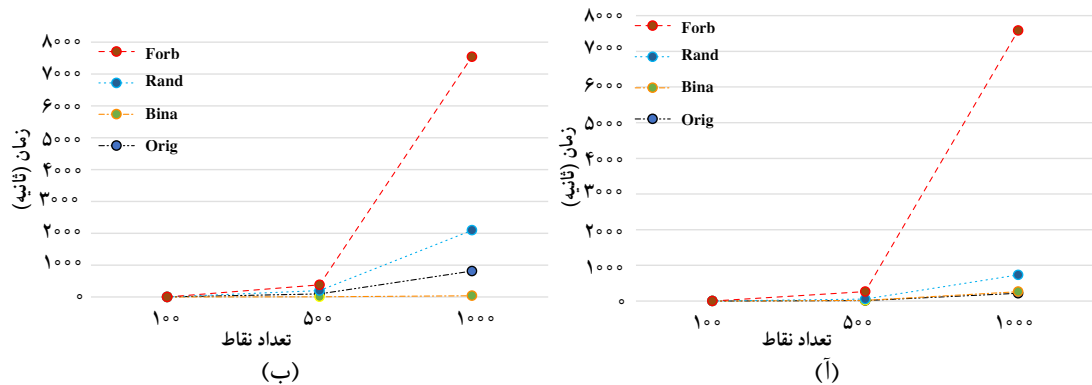 ۸۰۰۰
۷۰۰۰
۶۰۰۰
۵۰۰۰
۴۰۰۰
۳۰۰۰
۲۰۰۰
۱۰۰۰
۰
زمان (ثانیه)
Forb
Rand
Bina
Orig
۱۰۰ ۵۰۰ ۱۰۰۰
تعداد نقاط
(آ)
۸۰۰۰
۷۰۰۰
۶۰۰۰
۵۰۰۰
۴۰۰۰
۳۰۰۰
۲۰۰۰
۱۰۰۰
۰
زمان (ثانیه)
Forb
Rand
Bina
Orig
۱۰۰ ۵۰۰ ۱۰۰۰
تعداد نقاط
(ب)